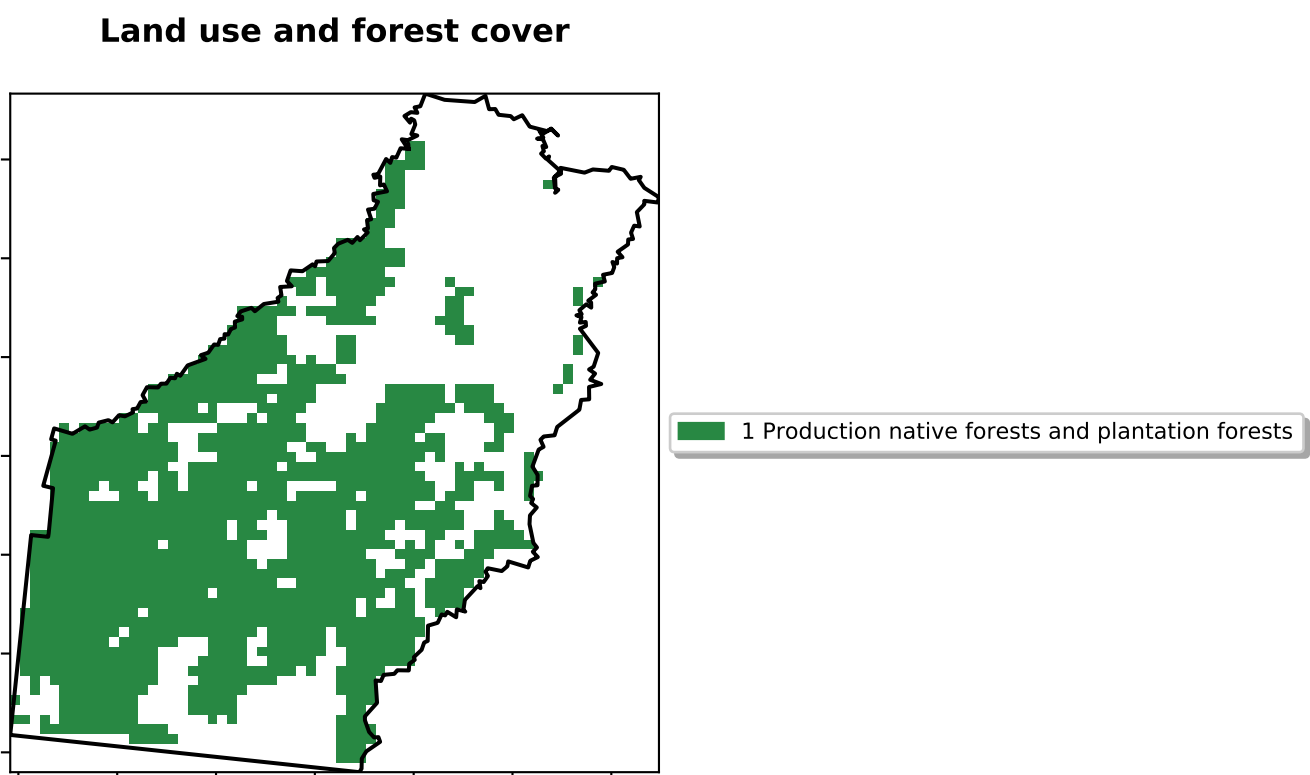 Land use and forest cover
1 Production native forests and plantation forests